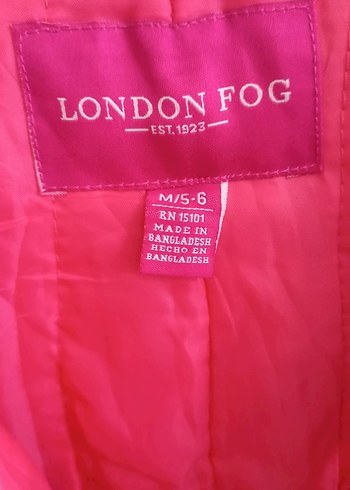 LONDON FOG
EST. 1923
M/5-6
RN 15101
MADE IN
BANGLADESH
HECHO EN
BANGLADESH